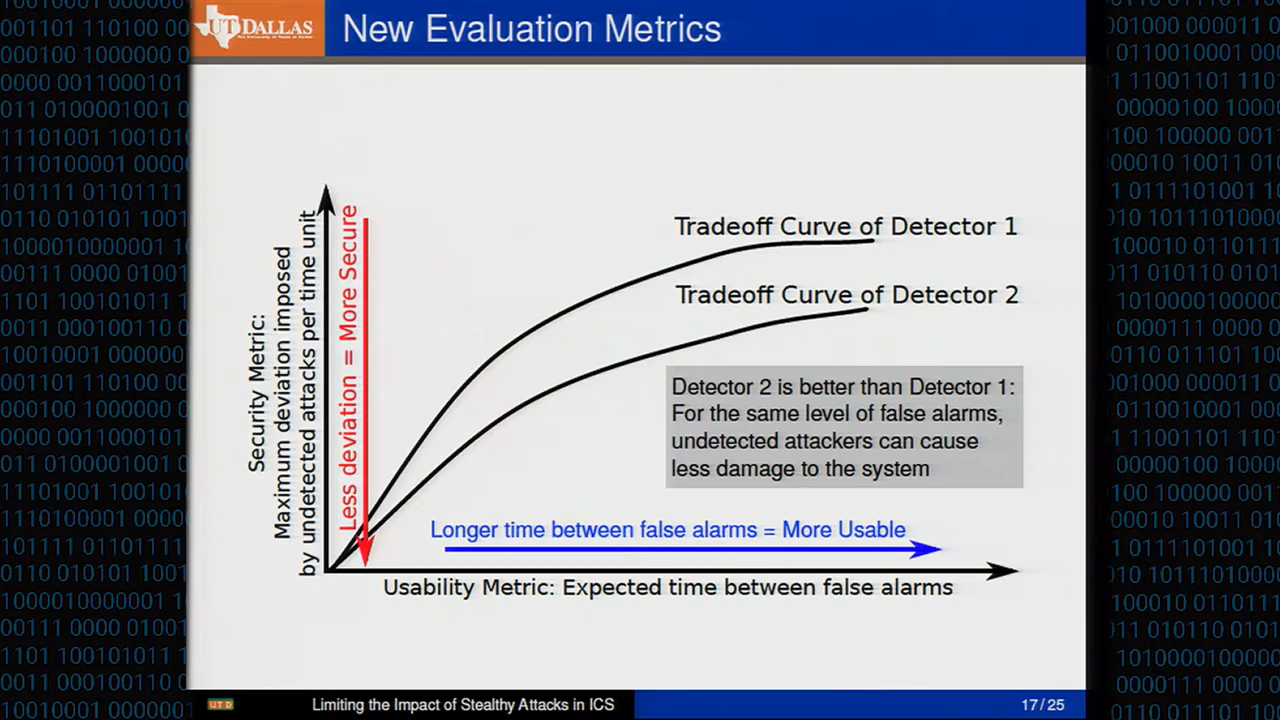 UT DALLAS
New Evaluation Metrics
Security Metric:
Maximum deviation imposed
by undetected attacks per time unit
Less deviation = More Secure
Tradeoff Curve of Detector 1
Tradeoff Curve of Detector 2
Detector 2 is better than Detector 1:
For the same level of false alarms,
undetected attackers can cause
less damage to the system
Longer time between false alarms = More Usable
Usability Metric: Expected time between false alarms
UTD
Limiting the Impact of Stealthy Attacks in ICS
17 / 25